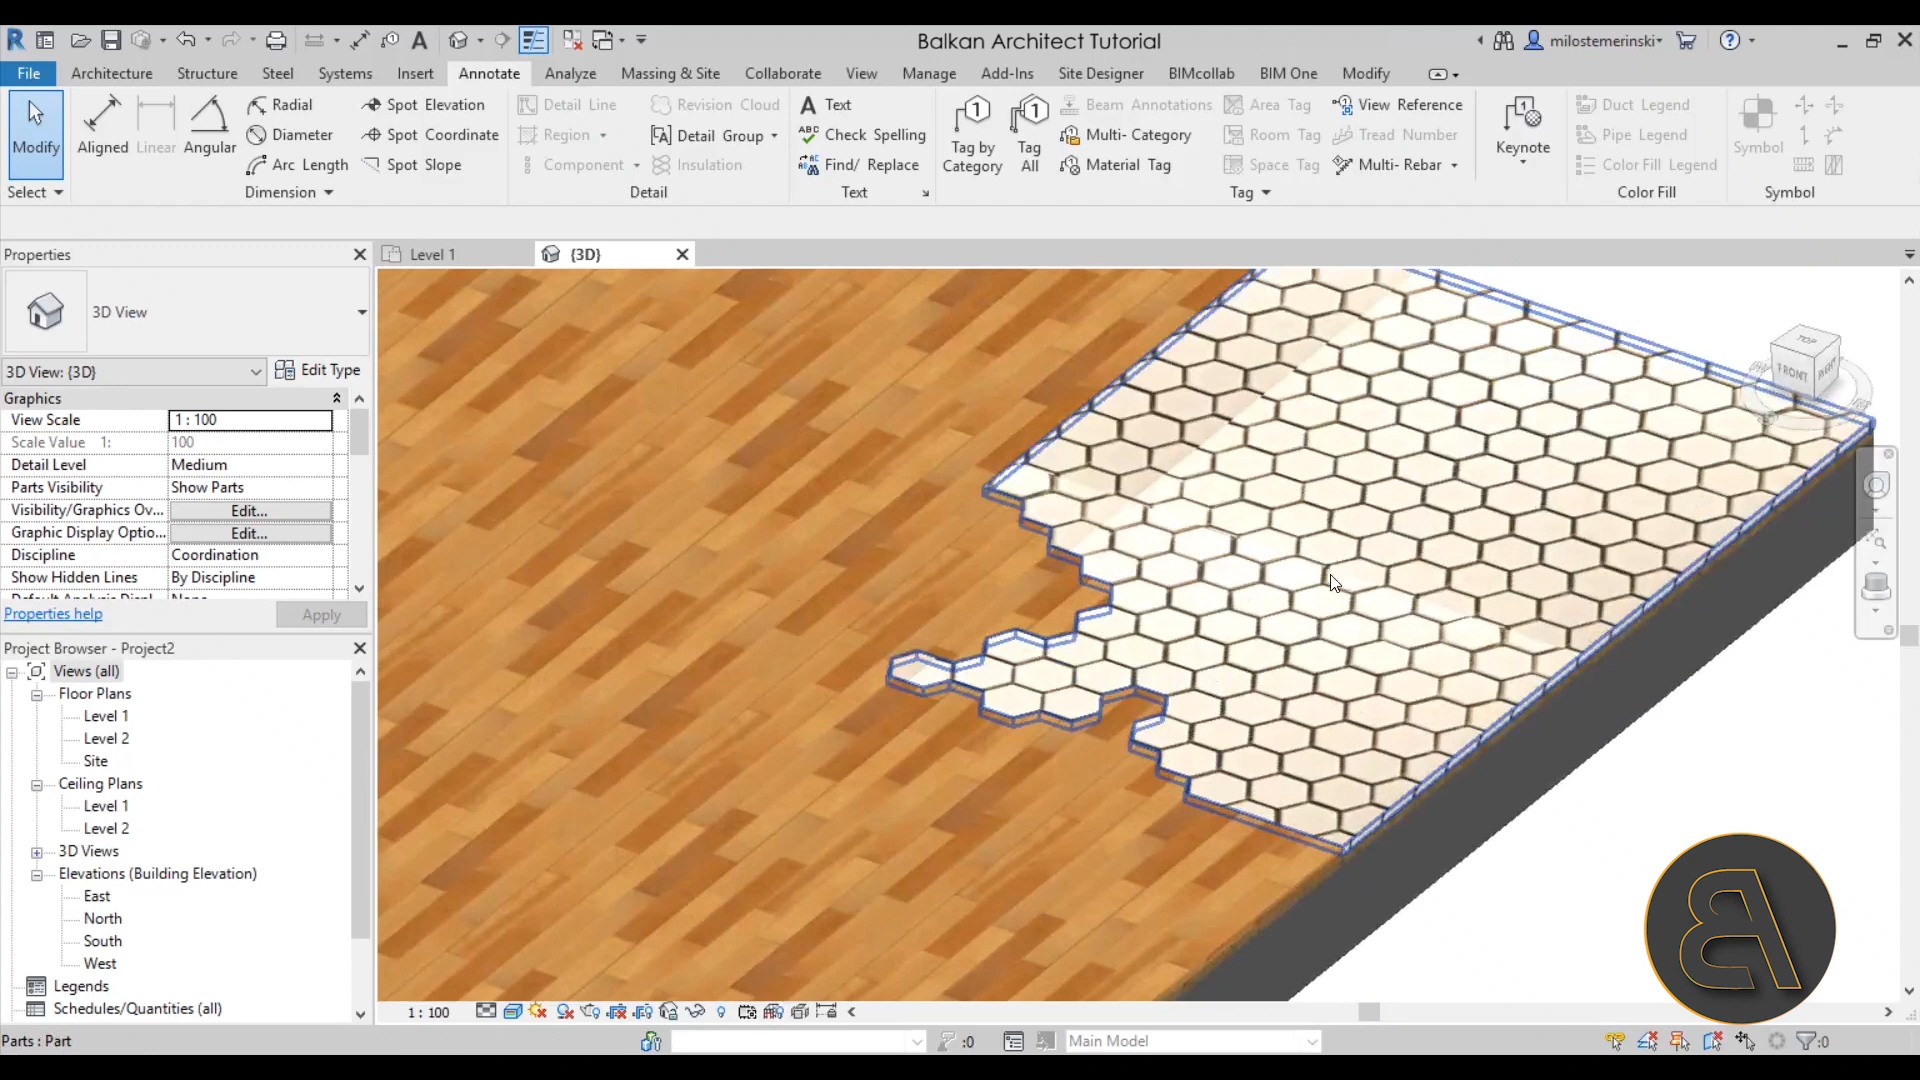 Balkan Architect Tutorial
milostemerinski
File Architecture Structure Steel Systems Insert Annotate Analyze Massing & Site Collaborate View Manage Add-Ins Site Designer BIMcollab BIM One Modify
Modify
Select
Aligned
Linear
Angular
Radial
Diameter
Arc Length
Spot Elevation
Spot Coordinate
Spot Slope
Dimension
Detail Line
Region
Component
Revision Cloud
Detail Group
Insulation
Detail
A Text
ABC Check Spelling
Find/ Replace
Text
Tag by Category
Tag All
Beam Annotations
Multi- Category
Material Tag
Area Tag
Room Tag
Space Tag
View Reference
Tread Number
Multi- Rebar
Tag
Keynote
Duct Legend
Pipe Legend
Color Fill Legend
Color Fill
Symbol
Symbol
Properties
Level 1
{3D}
3D View
3D View: {3D}
Edit Type
Graphics
View Scale 1 : 100
Scale Value 1: 100
Detail Level Medium
Parts Visibility Show Parts
Visibility/Graphics Ov... Edit...
Graphic Display Optio... Edit...
Discipline Coordination
Show Hidden Lines By Discipline
Properties help
Apply
Project Browser - Project2
Views (all)
Floor Plans
Level 1
Level 2
Site
Ceiling Plans
Level 1
Level 2
3D Views
Elevations (Building Elevation)
East
North
South
West
Legends
Schedules/Quantities (all)
TOP
FRONT
RIGHT
1 : 100
Parts : Part
:0
Main Model
:0